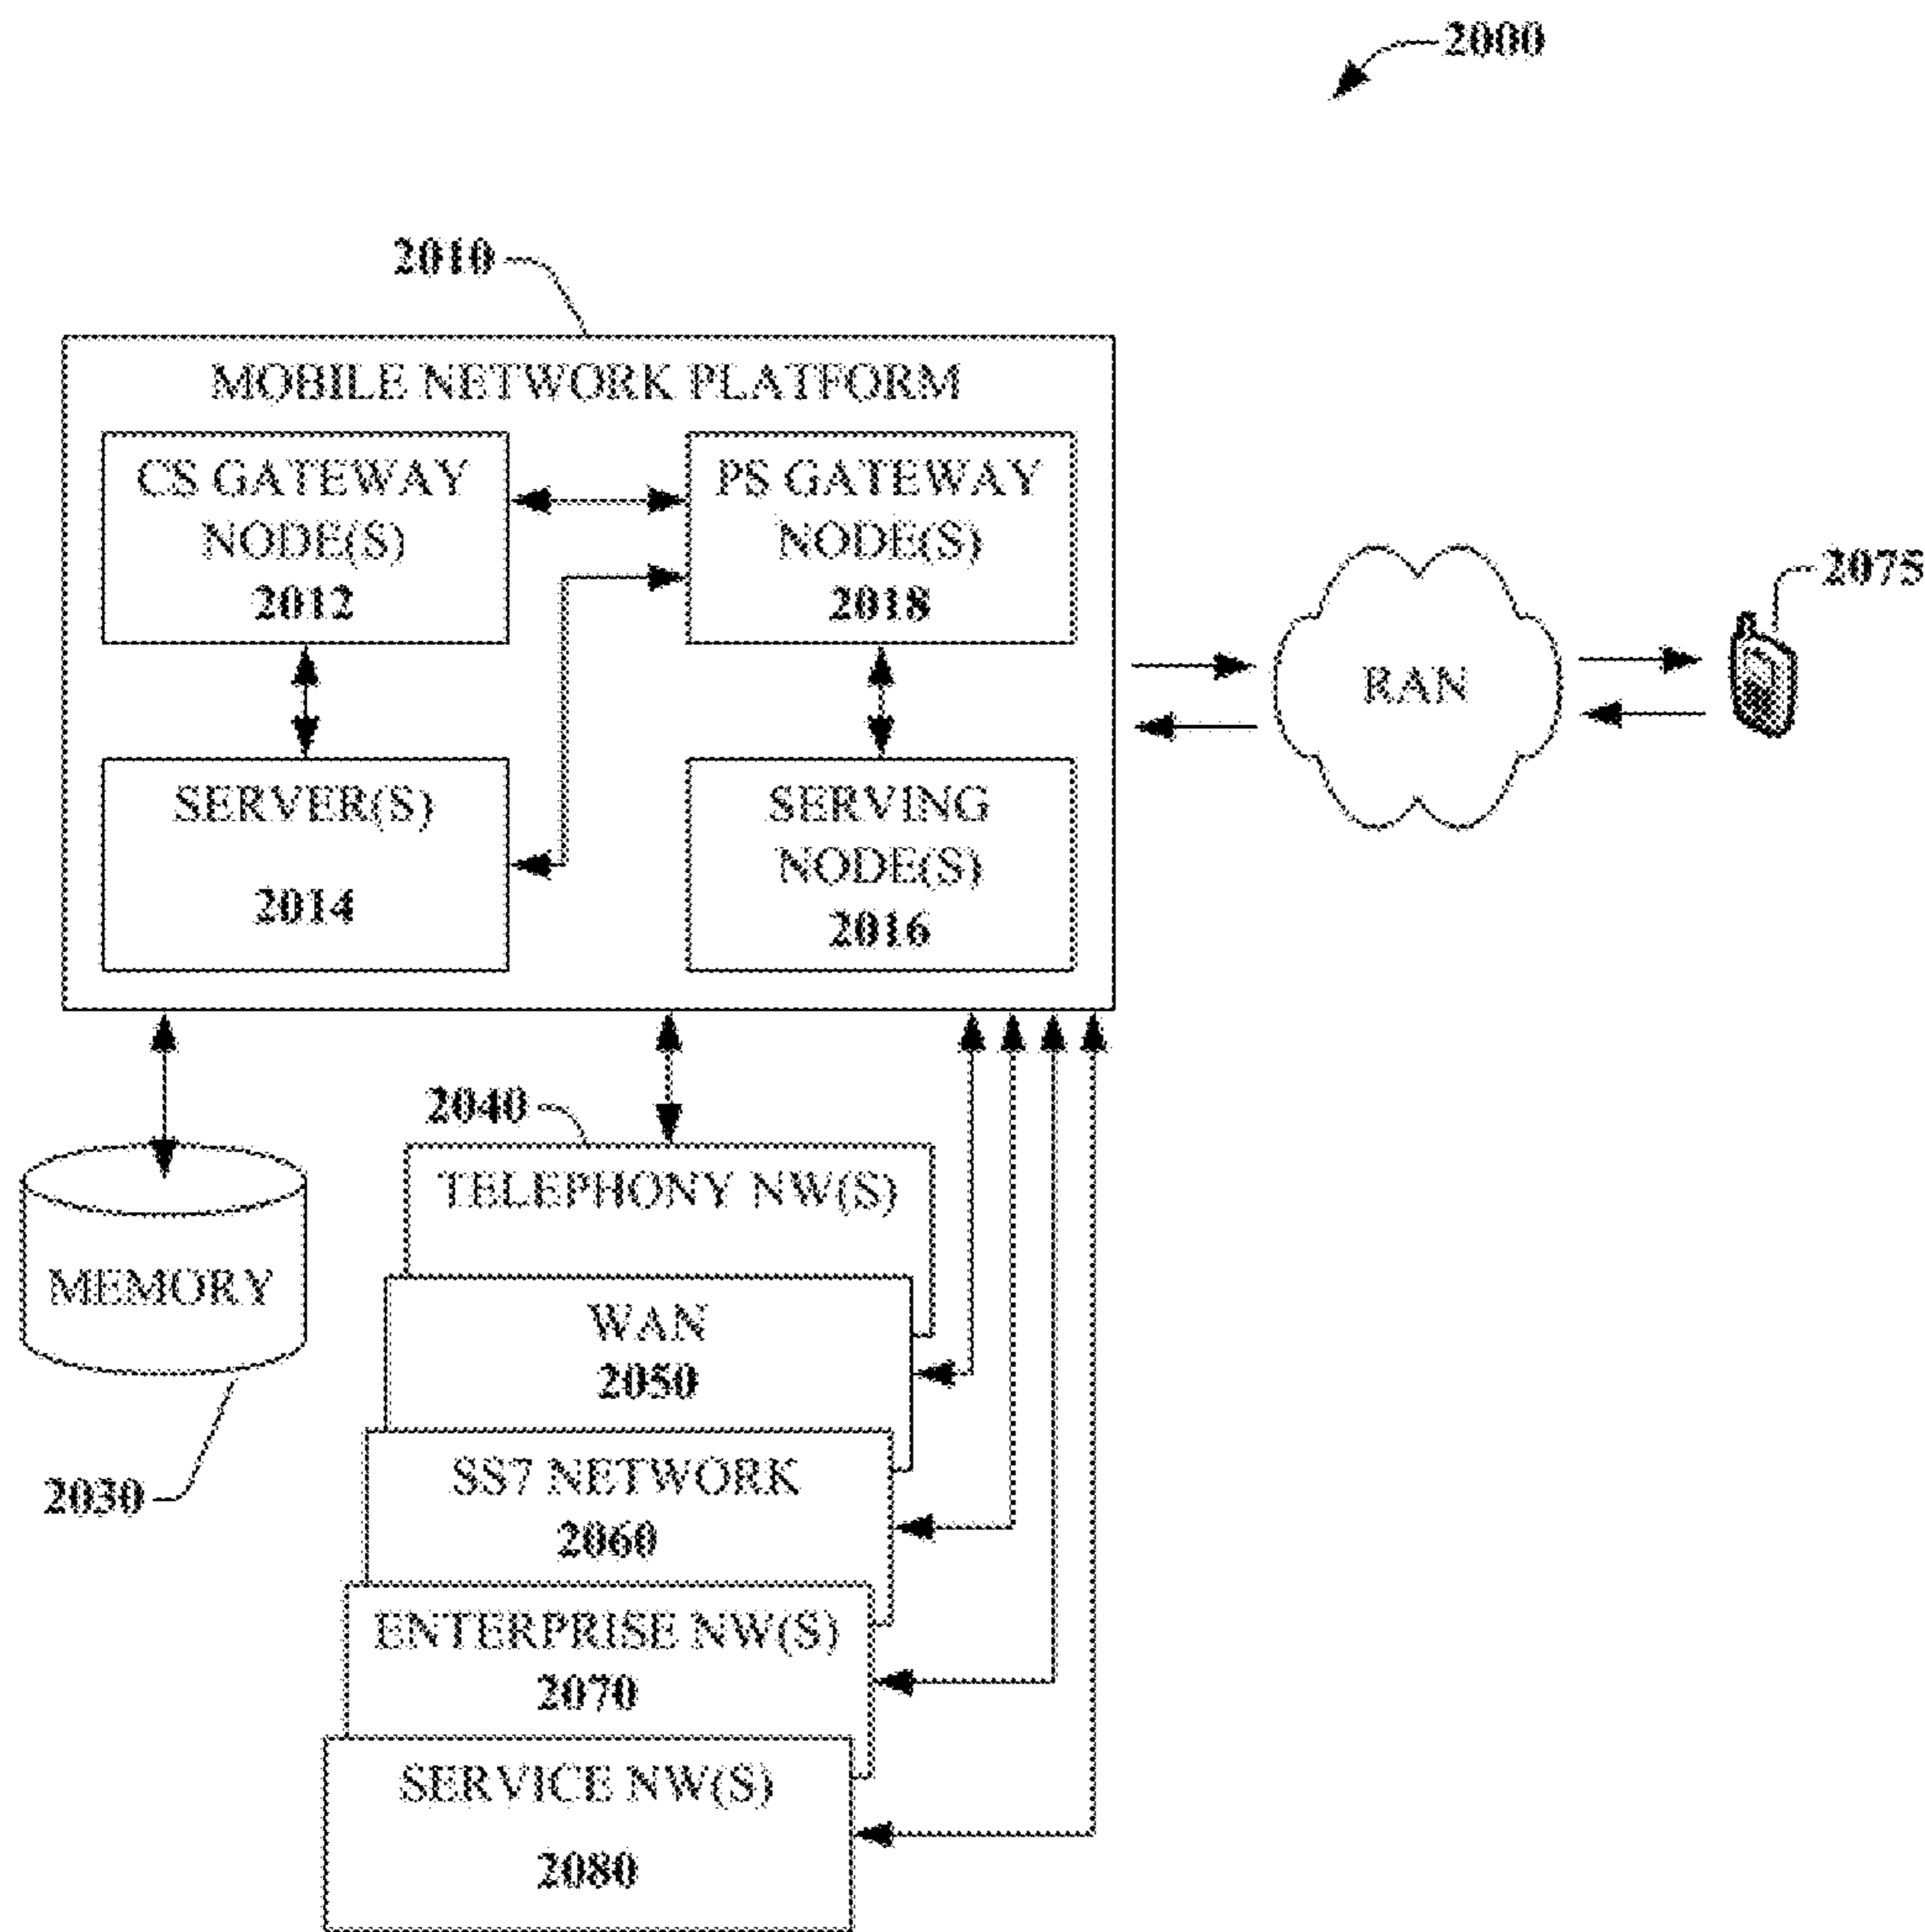 2000
2010
MOBILE NETWORK PLATFORM
CS GATEWAY
NODE(S)
2012
PS GATEWAY
NODE(S)
2018
SERVER(S)
2014
SERVING
NODE(S)
2016
RAN
2075
2040
TELEPHONY NW(S)
MEMORY
2030
WAN
2050
SS7 NETWORK
2060
ENTERPRISE NW(S)
2070
SERVICE NW(S)
2080